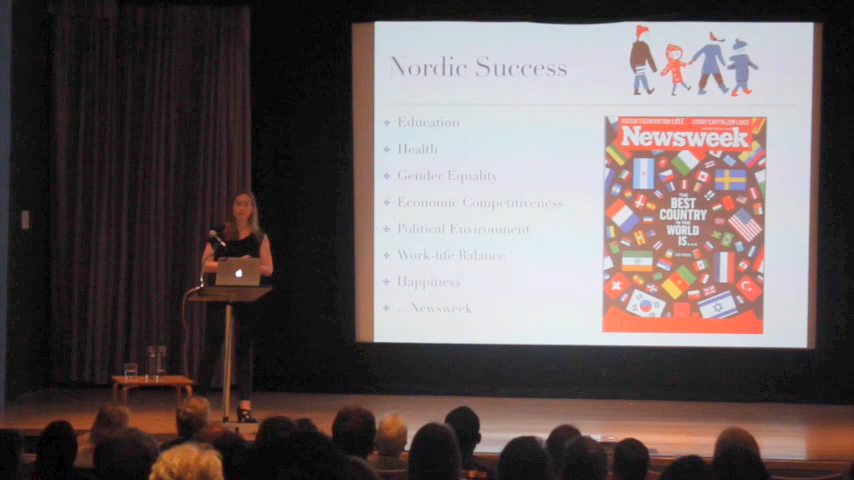 Nordic Success
Education
Health
Gender Equality
Economic Competitiveness
Political Environment
Work-life Balance
Happiness
...Newsweek
Newsweek
THE
BEST
COUNTRY
IN THE
WORLD
IS...